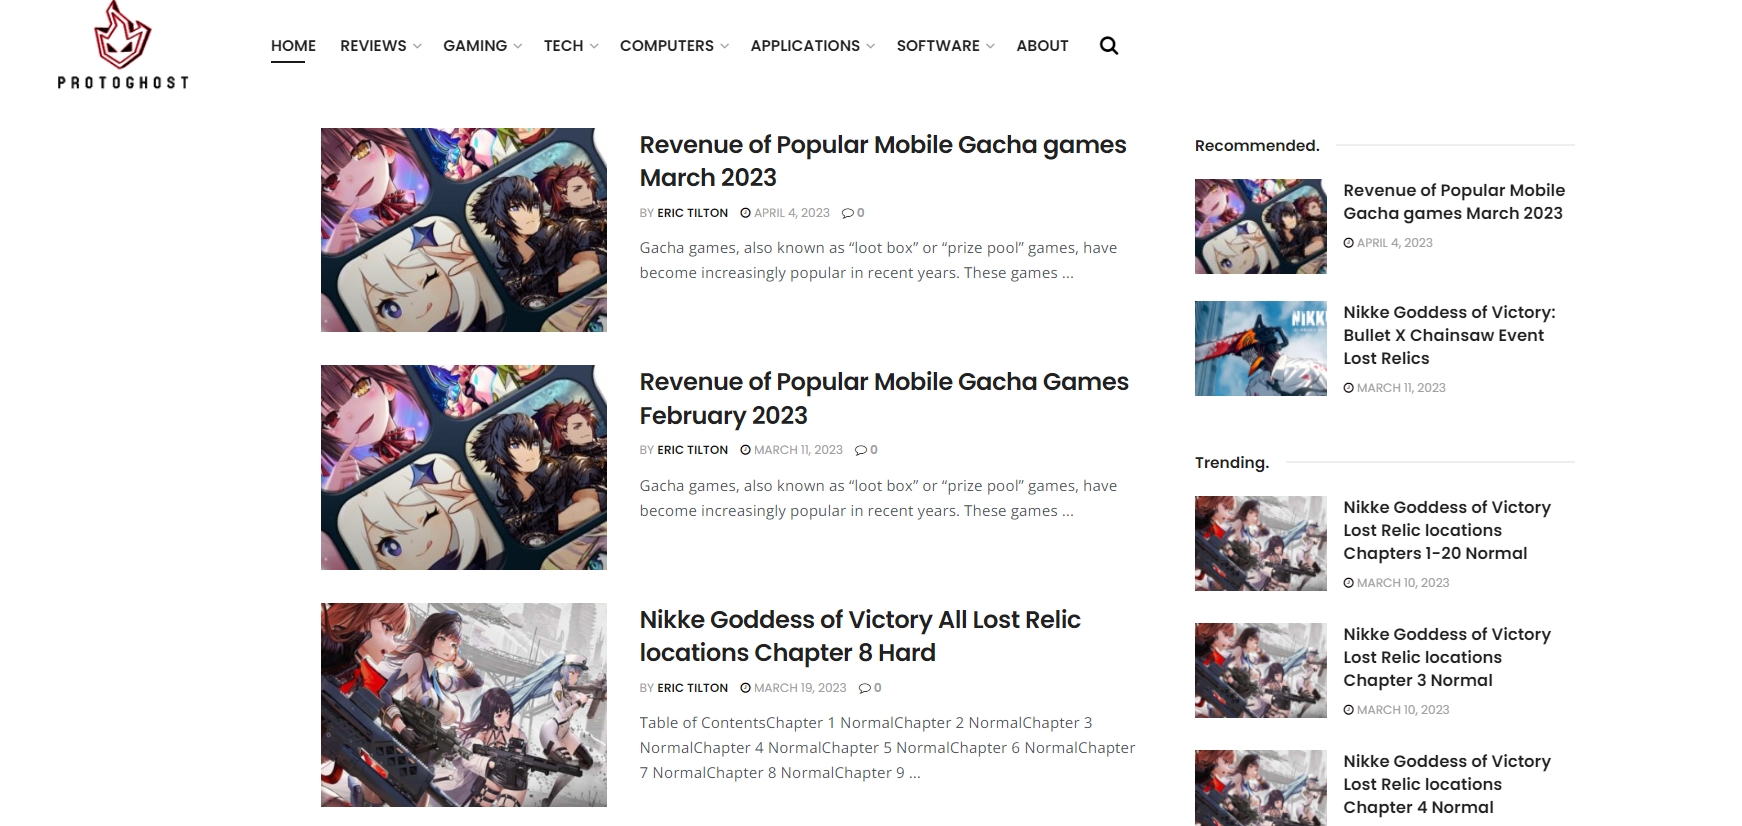 PROTOGHOST
HOME REVIEWS GAMING TECH COMPUTERS APPLICATIONS SOFTWARE ABOUT
Revenue of Popular Mobile Gacha games
March 2023
BY ERIC TILTON APRIL 4, 2023 0
Gacha games, also known as “loot box” or “prize pool” games, have
become increasingly popular in recent years. These games ...
Revenue of Popular Mobile Gacha Games
February 2023
BY ERIC TILTON MARCH 11, 2023 0
Gacha games, also known as “loot box” or “prize pool” games, have
become increasingly popular in recent years. These games ...
Nikke Goddess of Victory All Lost Relic
locations Chapter 8 Hard
BY ERIC TILTON MARCH 19, 2023 0
Table of ContentsChapter 1 NormalChapter 2 NormalChapter 3
NormalChapter 4 NormalChapter 5 NormalChapter 6 NormalChapter
7 NormalChapter 8 NormalChapter 9 ...
Recommended.
Revenue of Popular Mobile
Gacha games March 2023
APRIL 4, 2023
NIKK
Nikke Goddess of Victory:
Bullet X Chainsaw Event
Lost Relics
MARCH 11, 2023
Trending.
Nikke Goddess of Victory
Lost Relic locations
Chapters 1-20 Normal
MARCH 10, 2023
Nikke Goddess of Victory
Lost Relic locations
Chapter 3 Normal
MARCH 10, 2023
Nikke Goddess of Victory
Lost Relic locations
Chapter 4 Normal